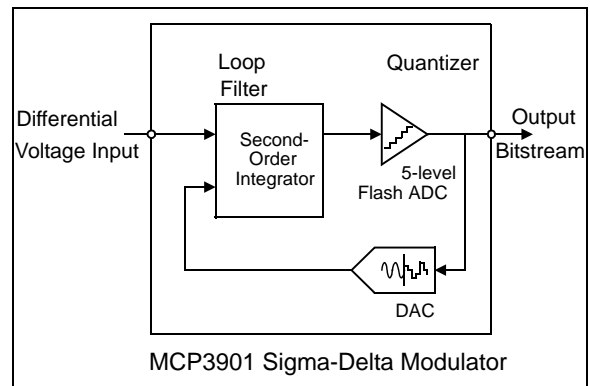 Loop
Filter
Quantizer
Differential
Voltage Input
Second-
Order
Integrator
Output
Bitstream
5-level
Flash ADC
DAC
MCP3901 Sigma-Delta Modulator